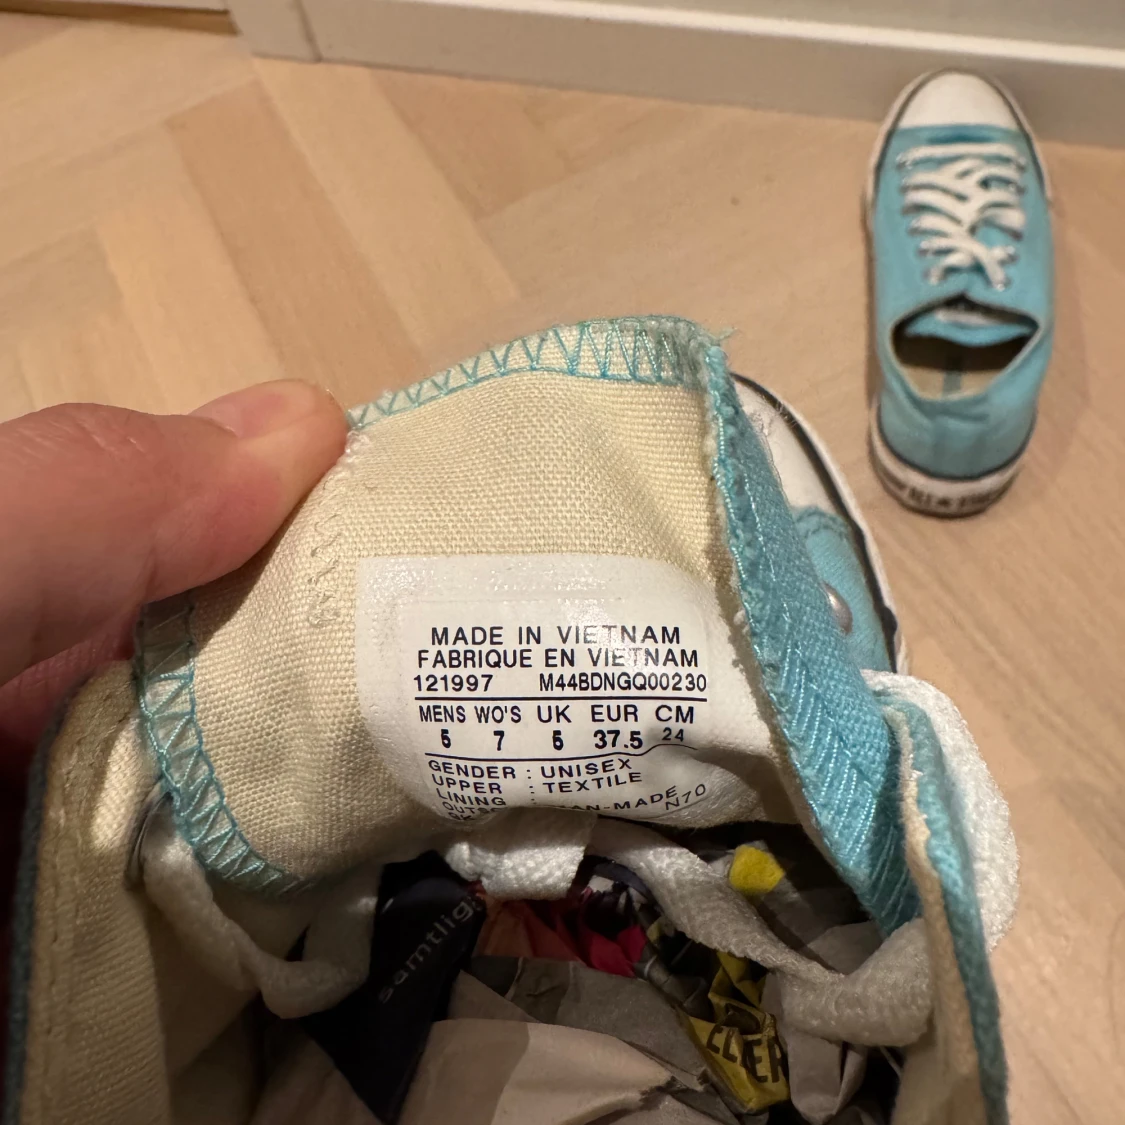 MADE IN VIETNAM
FABRIQUE EN VIETNAM
121997 M44BDNGQ00230
MENS WO'S UK EUR CM
5 7 5 37.5 24
GENDER : UNISEX
UPPER : TEXTILE
LINING :
N70
samtlig